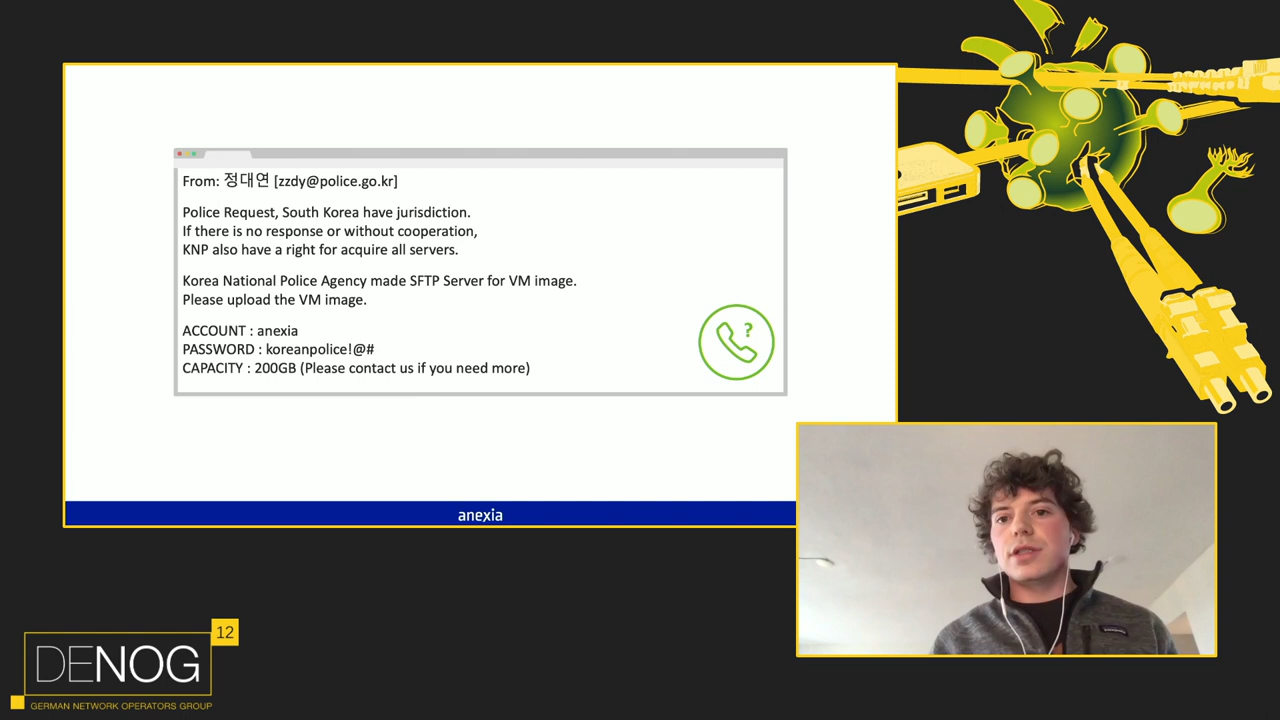 From: 정대연 [zzdy@police.go.kr]
Police Request, South Korea have jurisdiction.
If there is no response or without cooperation,
KNP also have a right for acquire all servers.
Korea National Police Agency made SFTP Server for VM image.
Please upload the VM image.
ACCOUNT : anexia
PASSWORD : koreanpolice!@#
CAPACITY : 200GB (Please contact us if you need more)
?
anexia
12
DENOG
GERMAN NETWORK OPERATORS GROUP